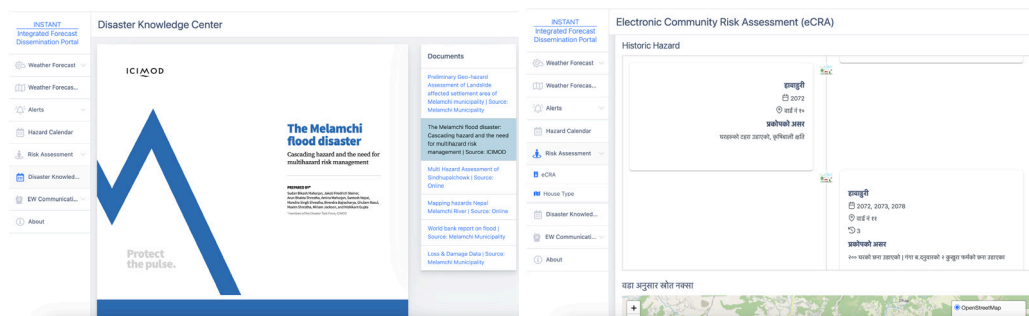 INSTANT
Integrated Forecast
Dissemination Portal
Weather Forecast
Weather Forecas...
Alerts
Hazard Calendar
Risk Assessment
Disaster Knowled...
EW Communicati...
About
Disaster Knowledge Center
ICIMOD
The Melamchi
flood disaster
Cascading hazard and the need for
multihazard risk management
PREPARED BY*
Protect
the pulse.
Documents
Preliminary Geo-hazard
Assessment of Landslide
affected settlement area of
Melamchi municipality | Source:
Melamchi Municipality
The Melamchi flood disaster:
Cascading hazard and the need
for multihazard risk
management | Source: ICIMOD
Multi Hazard Assessment of
Sindhupalchowk | Source:
Online
Mapping hazards Nepal
Melamchi River | Source: Online
World bank report on flood |
Source: Melamchi Municipality
Loss & Damage Data | Source:
Melamchi Municipality
INSTANT
Integrated Forecast
Dissemination Portal
Weather Forecast
Weather Forecas...
Alerts
Hazard Calendar
Risk Assessment
eCRA
House Type
Disaster Knowled...
EW Communicati...
About
Electronic Community Risk Assessment (eCRA)
Historic Hazard
हावाहुरी
2072
वार्ड नं १०
प्रकोपको असर
घरहरुको टहरा उडाएको, कृषिबाली क्षति
हावाहुरी
2072, 2073, 2078
वार्ड नं ११
3
प्रकोपको असर
वडा अनुसार स्रोत नक्सा
+
OpenStreetMap